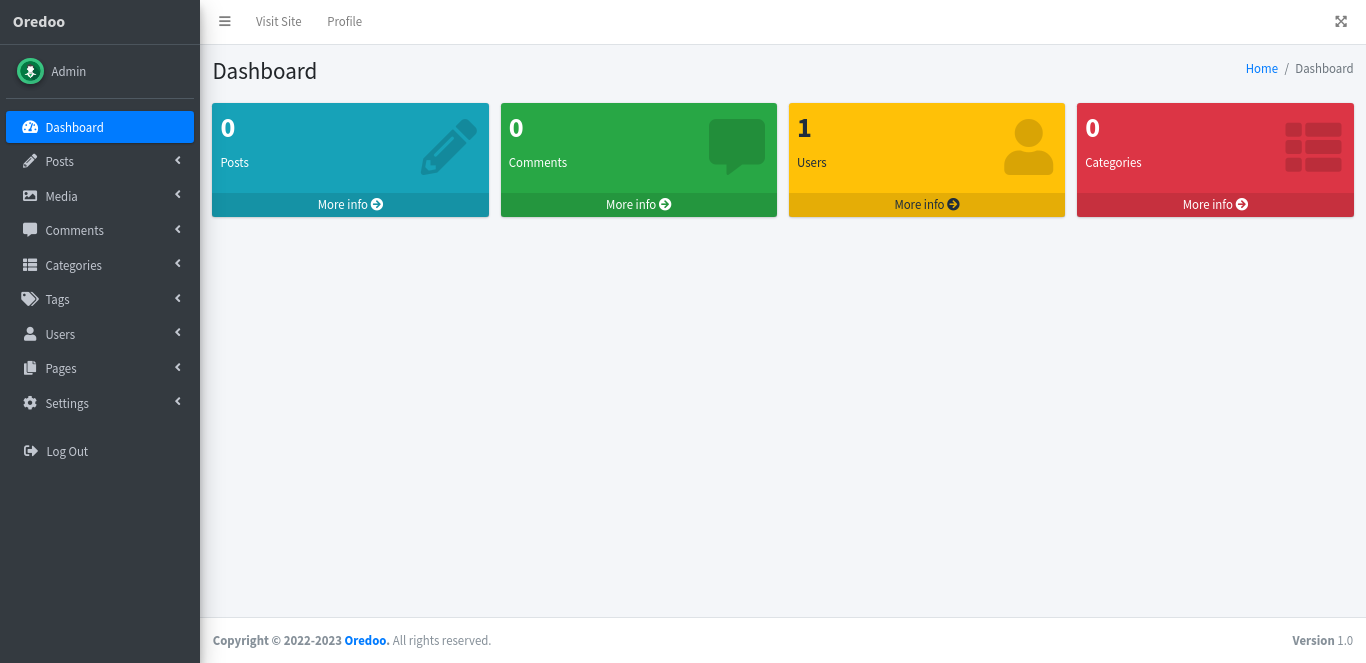 Oredoo
Visit Site
Profile
Admin
Dashboard
Home / Dashboard
Dashboard
Posts
Media
Comments
Categories
Tags
Users
Pages
Settings
Log Out
0
Posts
More info
0
Comments
More info
1
Users
More info
0
Categories
More info
Copyright © 2022-2023 Oredoo. All rights reserved.
Version 1.0